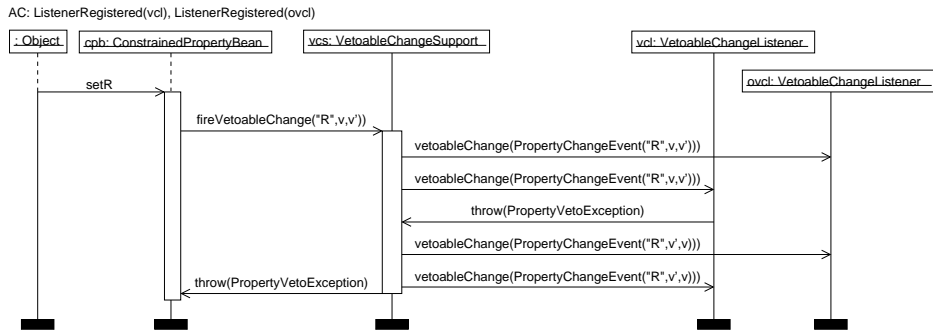 AC: ListenerRegistered(vcl), ListenerRegistered(ovcl)
: Object
cpb: ConstrainedPropertyBean
vcs: VetoableChangeSupport
vcl: VetoableChangeListener
ovcl: VetoableChangeListener
setR
fireVetoableChange("R",v,v'))
vetoableChange(PropertyChangeEvent("R",v,v')))
vetoableChange(PropertyChangeEvent("R",v,v')))
throw(PropertyVetoException)
vetoableChange(PropertyChangeEvent("R",v',v)))
vetoableChange(PropertyChangeEvent("R",v',v)))
throw(PropertyVetoException)